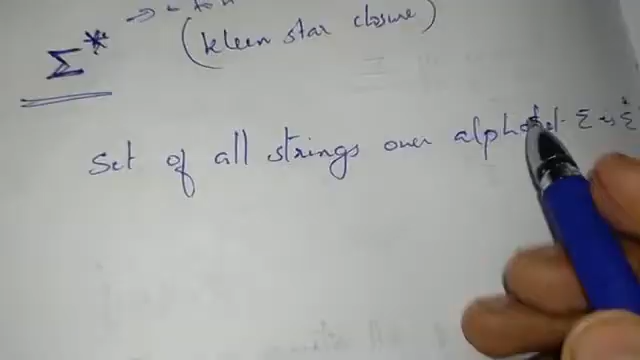 Σ*
(kleen star closure)
Set of all strings over alphabet Σ is Σ*